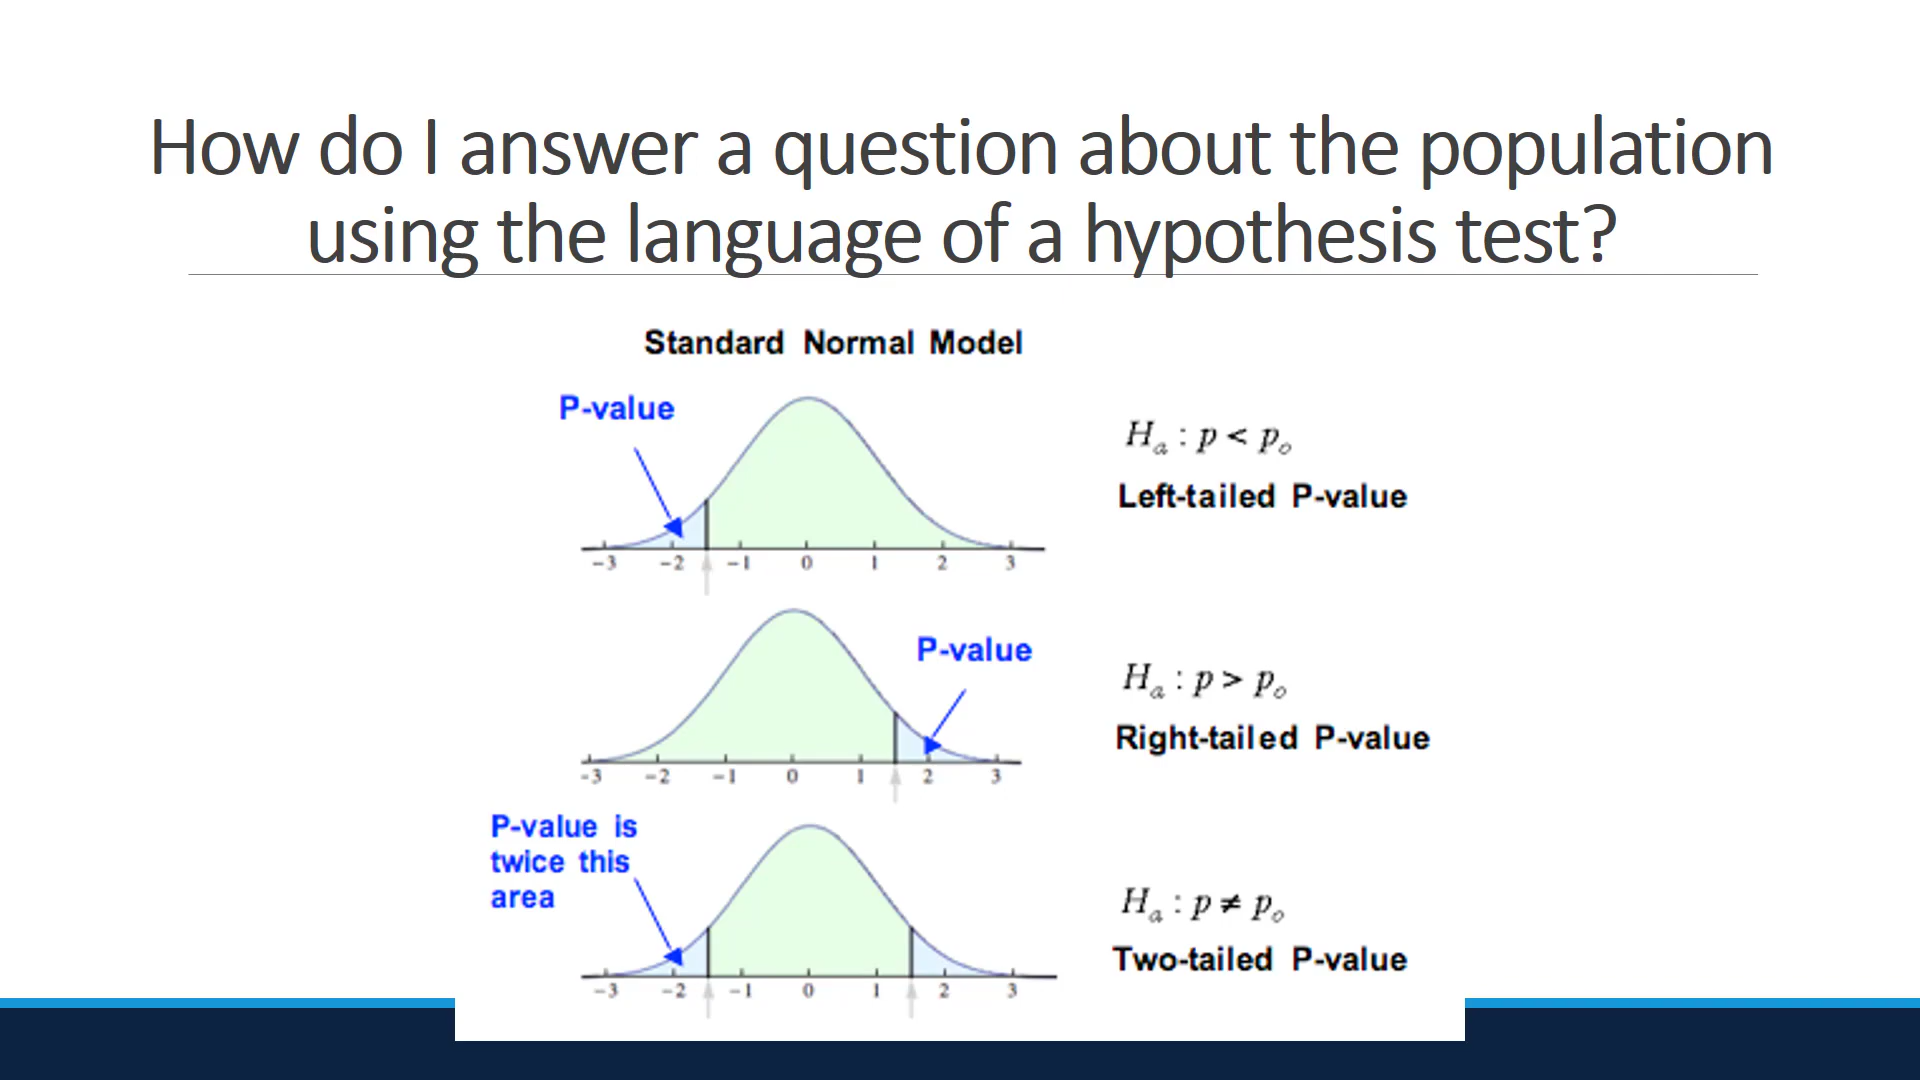 How do I answer a question about the population
using the language of a hypothesis test?
Standard Normal Model
P-value
Hₐ : p < pₒ
Left-tailed P-value
−3 −2 −1 0 1 2 3
P-value
Hₐ : p > pₒ
Right-tailed P-value
-3 −2 −1 0 1 2 3
P-value is
twice this
area
Hₐ : p ≠ pₒ
Two-tailed P-value
−3 −2 −1 0 1 2 3